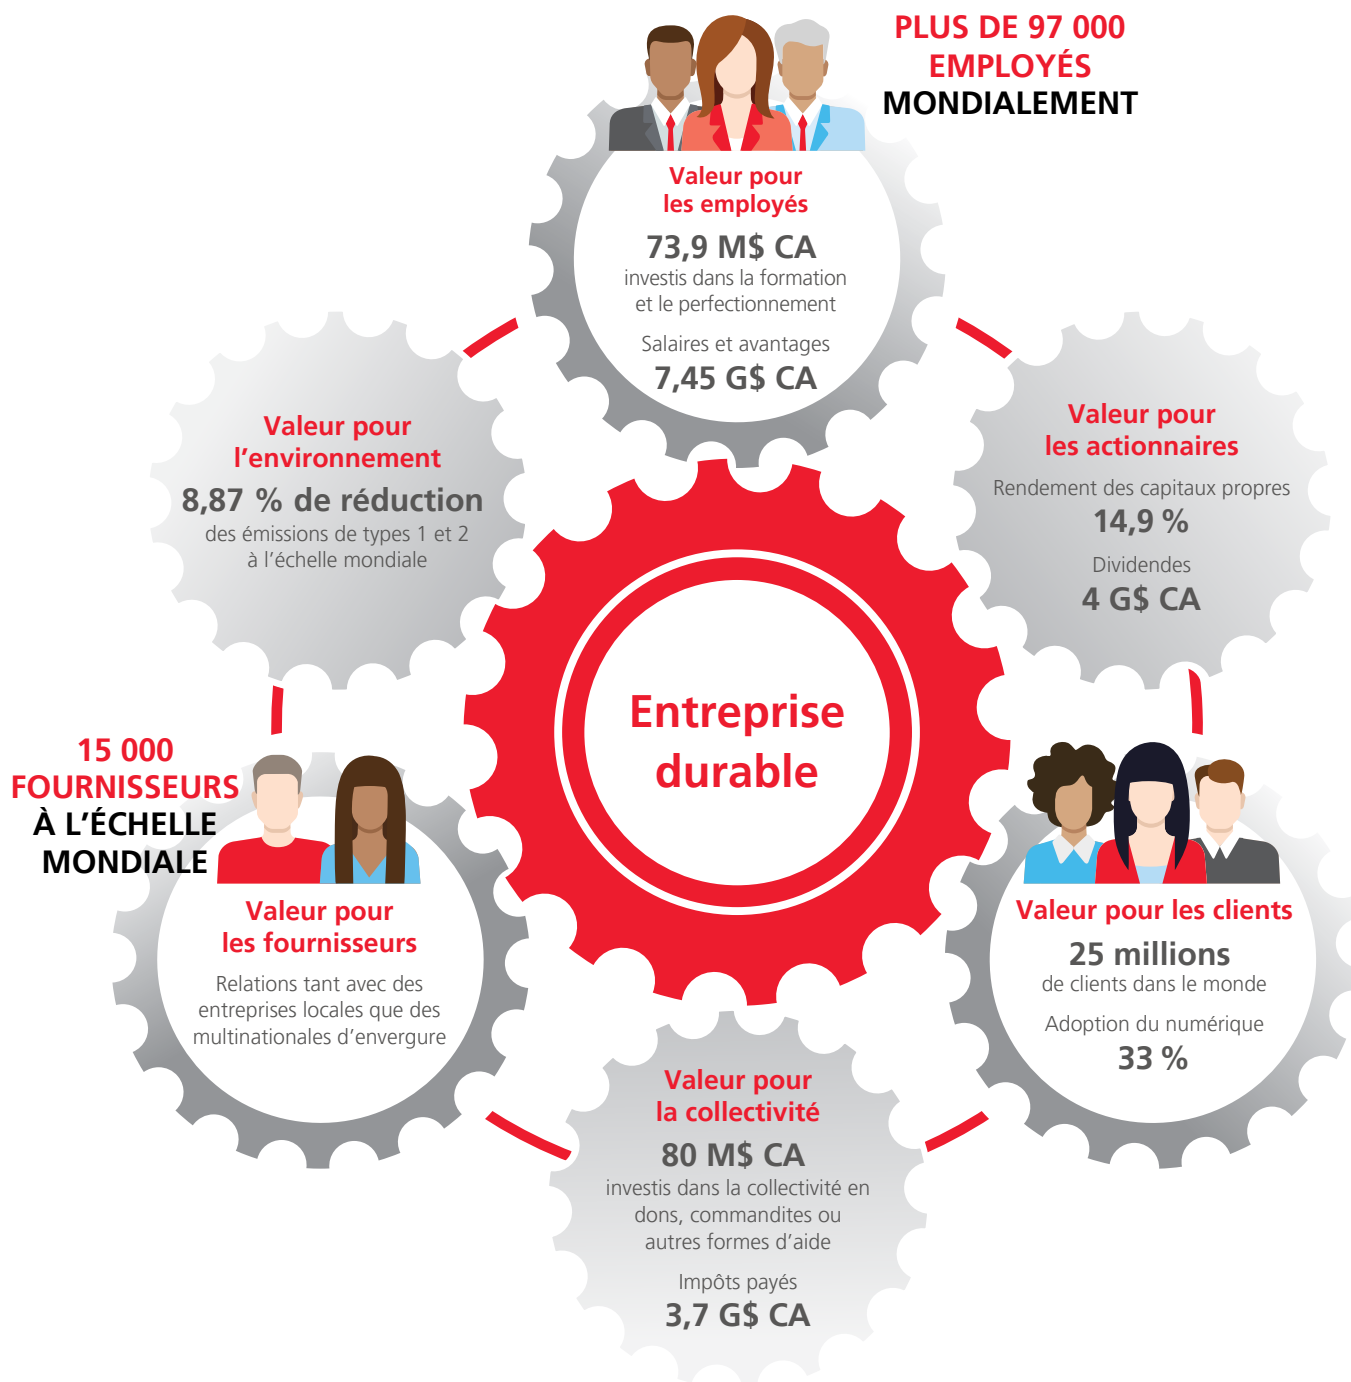 PLUS DE 97 000
EMPLOYÉS
MONDIALEMENT
Valeur pour
les employés
73,9 M$ CA
investis dans la formation
et le perfectionnement
Salaires et avantages
7,45 G$ CA
Valeur pour
l'environnement
8,87 % de réduction
des émissions de types 1 et 2
à l'échelle mondiale
Valeur pour
les actionnaires
Rendement des capitaux propres
14,9 %
Dividendes
4 G$ CA
Entreprise
durable
15 000
FOURNISSEURS
À L'ÉCHELLE
MONDIALE
Valeur pour
les fournisseurs
Relations tant avec des
entreprises locales que des
multinationales d'envergure
Valeur pour les clients
25 millions
de clients dans le monde
Adoption du numérique
33 %
Valeur pour
la collectivité
80 M$ CA
investis dans la collectivité en
dons, commandites ou
autres formes d'aide
Impôts payés
3,7 G$ CA